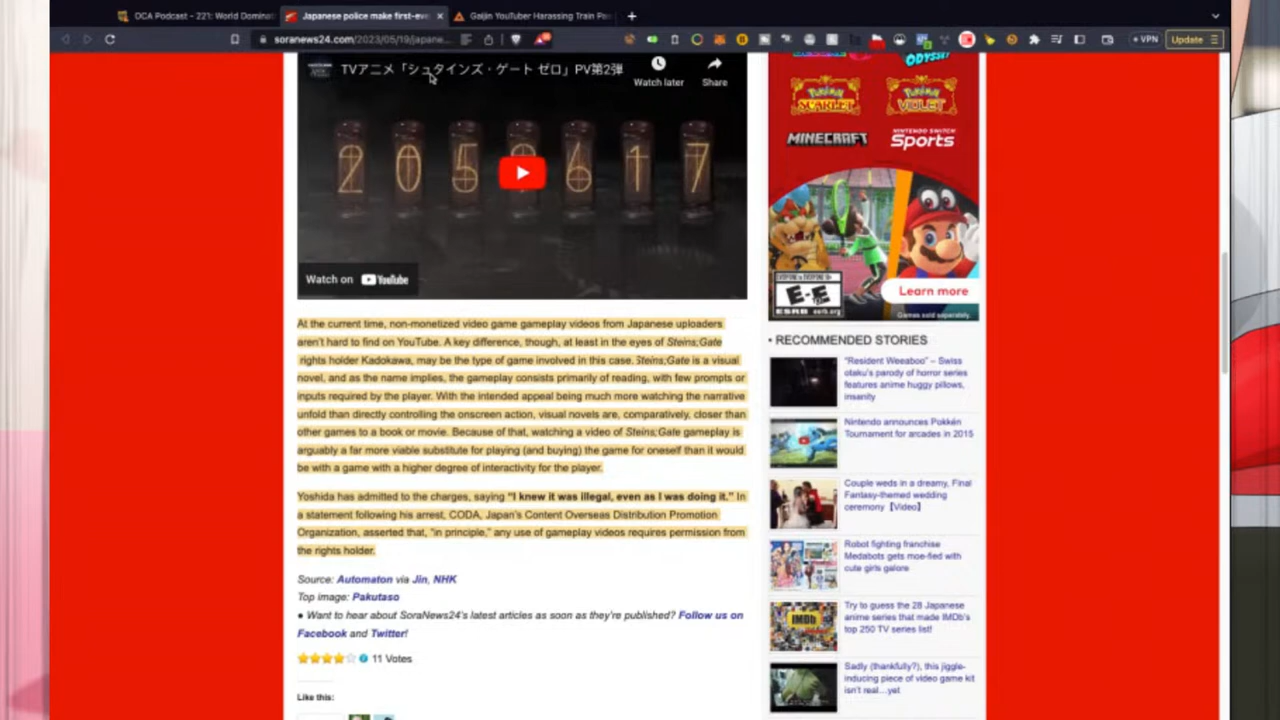 OCA Podcast - 221: World Dominat
Japanese police make first-eve
Gaijin YouTuber Harassing Train Pas
soranews24.com/2023/05/19/japane...
VPN
Update
TVアニメ「シュタインズ・ゲート ゼロ」PV第2弾
Watch later
Share
Watch on YouTube
ODYSSEY
Pokémon SCARLET
Pokémon VIOLET
MINECRAFT
NINTENDO SWITCH Sports
EVERYONE to EVERYONE 10+
E-E
ESRB esrb.org
Learn more
Games sold separately.
At the current time, non-monetized video game gameplay videos from Japanese uploaders
aren't hard to find on YouTube. A key difference, though, at least in the eyes of Steins;Gate
rights holder Kadokawa, may be the type of game involved in this case. Steins;Gate is a visual
novel, and as the name implies, the gameplay consists primarily of reading, with few prompts or
inputs required by the player. With the intended appeal being much more watching the narrative
unfold than directly controlling the onscreen action, visual novels are, comparatively, closer than
other games to a book or movie. Because of that, watching a video of Steins;Gate gameplay is
arguably a far more viable substitute for playing (and buying) the game for oneself than it would
be with a game with a higher degree of interactivity for the player.
Yoshida has admitted to the charges, saying "I knew it was illegal, even as I was doing it." In
a statement following his arrest, CODA, Japan's Content Overseas Distribution Promotion
Organization, asserted that, "in principle," any use of gameplay videos requires permission from
the rights holder.
Source: Automaton via Jin, NHK
Top image: Pakutaso
● Want to hear about SoraNews24's latest articles as soon as they're published? Follow us on
Facebook and Twitter!
11 Votes
Like this:
• RECOMMENDED STORIES
"Resident Weeaboo" – Swiss
otaku's parody of horror series
features anime huggy pillows,
insanity
Nintendo announces Pokkén
Tournament for arcades in 2015
Couple weds in a dreamy, Final
Fantasy-themed wedding
ceremony【Video】
Robot fighting franchise
Medabots gets moe-fied with
cute girls galore
Try to guess the 28 Japanese
anime series that made IMDb's
top 250 TV series list!
IMDb
Sadly (thankfully?), this jiggle-
inducing piece of video game kit
isn't real...yet